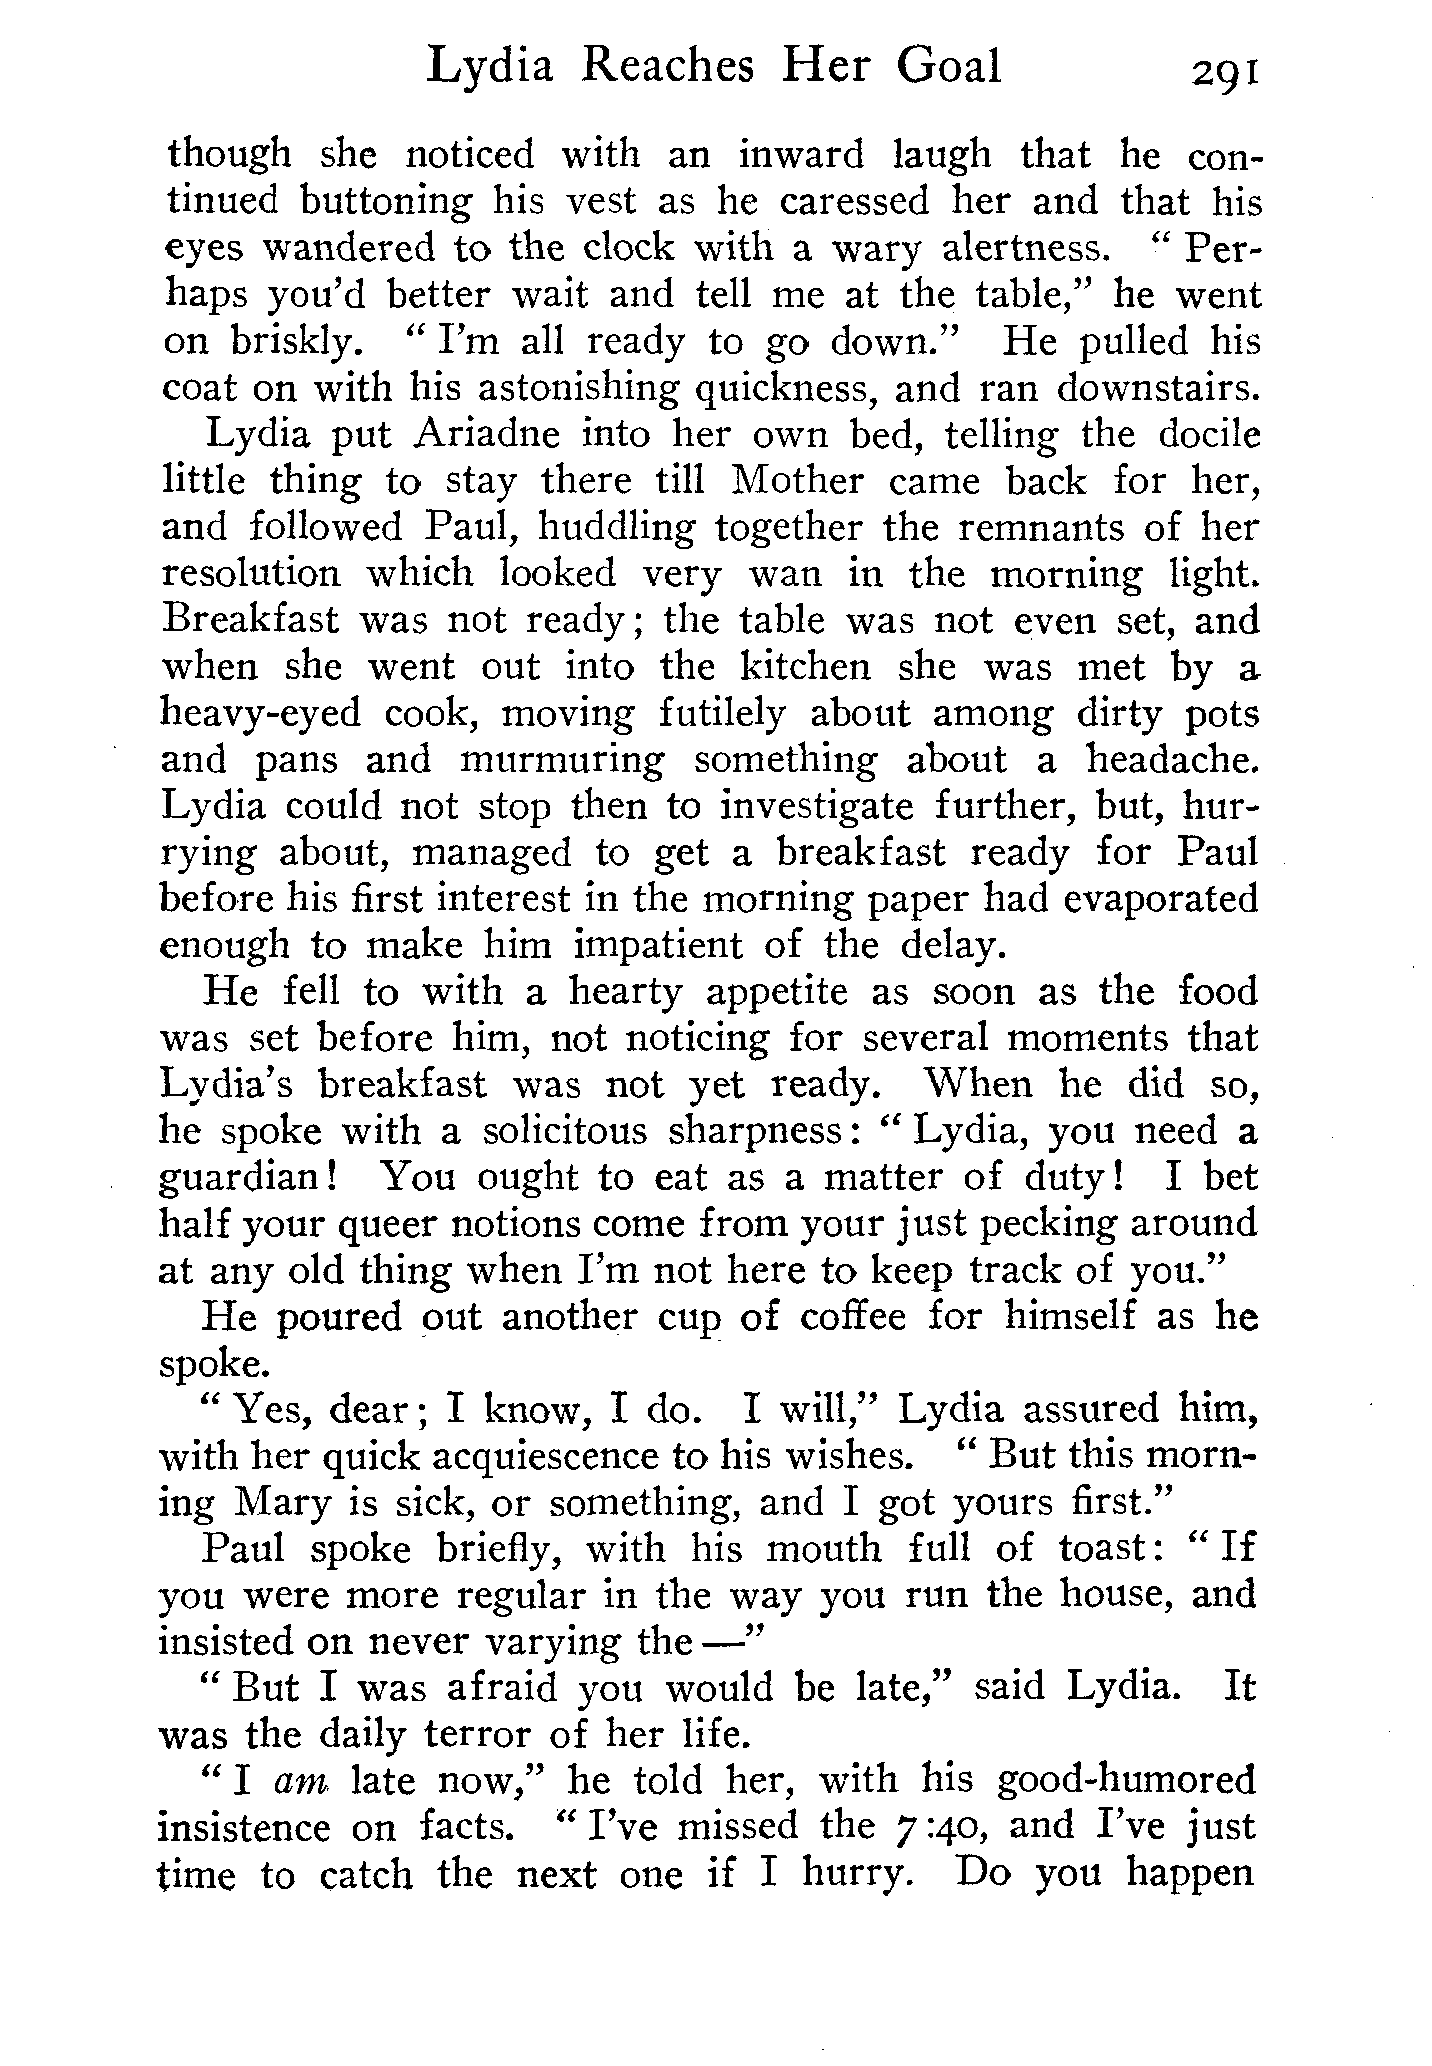 Lydia Reaches Her Goal 291
though she noticed with an inward laugh that he con-
tinued buttoning his vest as he caressed her and that his
eyes wandered to the clock with a wary alertness. “ Per-
haps you’d better wait and tell me at the table,” he went
on briskly. “ I’m all ready to go down.” He pulled his
coat on with his astonishing quickness, and ran downstairs.
Lydia put Ariadne into her own bed, telling the docile
little thing to stay there till Mother came back for her,
and followed Paul, huddling together the remnants of her
resolution which looked very wan in the morning light.
Breakfast was not ready; the table was not even set, and
when she went out into the kitchen she was met by a
heavy-eyed cook, moving futilely about among dirty pots
and pans and murmuring something about a headache.
Lydia could not stop then to investigate further, but, hur-
rying about, managed to get a breakfast ready for Paul
before his first interest in the morning paper had evaporated
enough to make him impatient of the delay.
He fell to with a hearty appetite as soon as the food
was set before him, not noticing for several moments that
Lydia’s breakfast was not yet ready. When he did so,
he spoke with a solicitous sharpness: “ Lydia, you need a
guardian! You ought to eat as a matter of duty! I bet
half your queer notions come from your just pecking around
at any old thing when I’m not here to keep track of you.”
He poured out another cup of coffee for himself as he
spoke.
“ Yes, dear; I know, I do. I will,” Lydia assured him,
with her quick acquiescence to his wishes. “ But this morn-
ing Mary is sick, or something, and I got yours first.”
Paul spoke briefly, with his mouth full of toast: “ If
you were more regular in the way you run the house, and
insisted on never varying the —”
“ But I was afraid you would be late,” said Lydia. It
was the daily terror of her life.
“ I am late now,” he told her, with his good-humored
insistence on facts. “ I’ve missed the 7:40, and I’ve just
time to catch the next one if I hurry. Do you happen